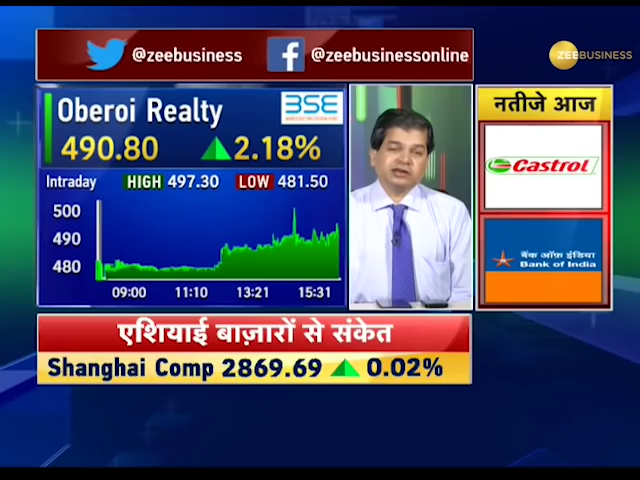 @zeebusiness
@zeebusinessonline
ZEEBUSINESS
Oberoi Realty
BSE
490.80 2.18%
Intraday HIGH 497.30 LOW 481.50
500
490
480
09:00 11:10 13:21 15:31
नतीजे आज
Castrol
बैंक ऑफ़ इंडिया
Bank of India
एशियाई बाज़ारों से संकेत
Shanghai Comp 2869.69 0.02%